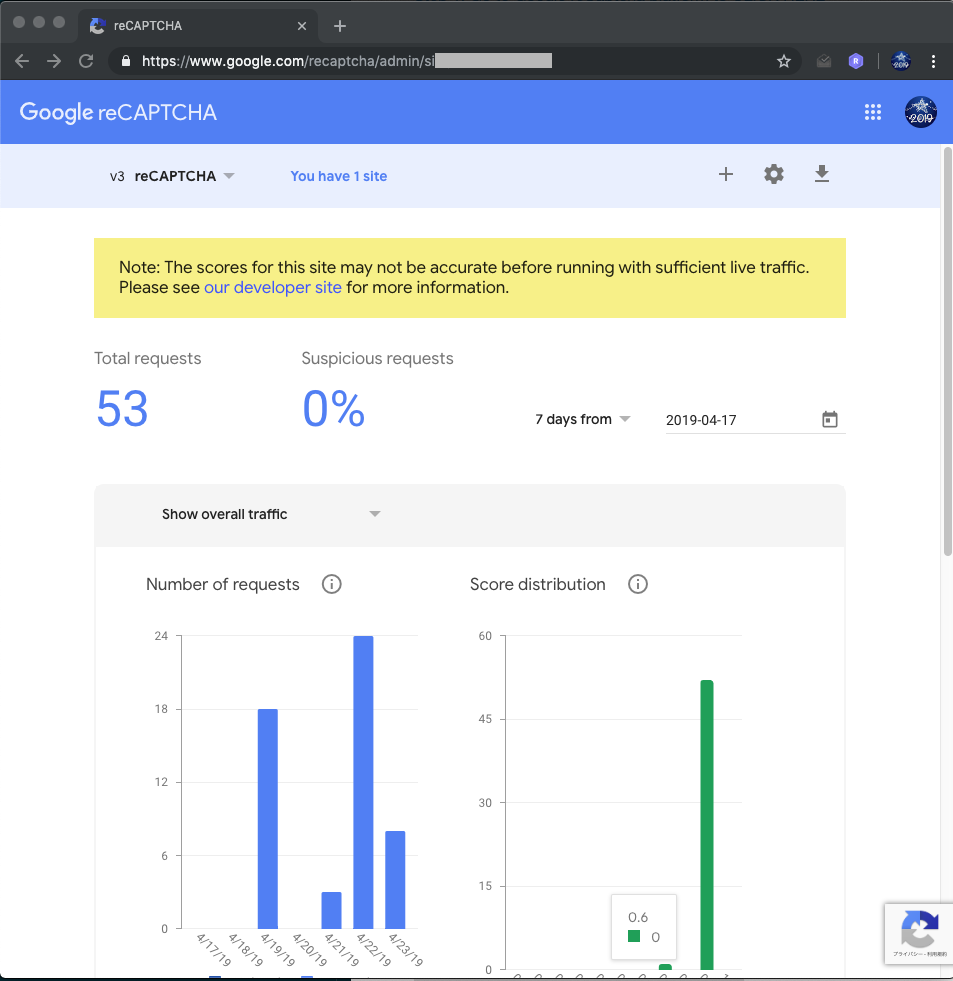 reCAPTCHA
https://www.google.com/recaptcha/admin/si
Google reCAPTCHA
2019
v3 reCAPTCHA
You have 1 site
Note: The scores for this site may not be accurate before running with sufficient live traffic.
Please see our developer site for more information.
Total requests
Suspicious requests
53
0%
7 days from
2019-04-17
Show overall traffic
Number of requests
Score distribution
24
18
12
6
0
4/17/19
4/18/19
4/19/19
4/20/19
4/21/19
4/22/19
4/23/19
60
45
30
15
0
0.6
0
プライバシー - 利用規約